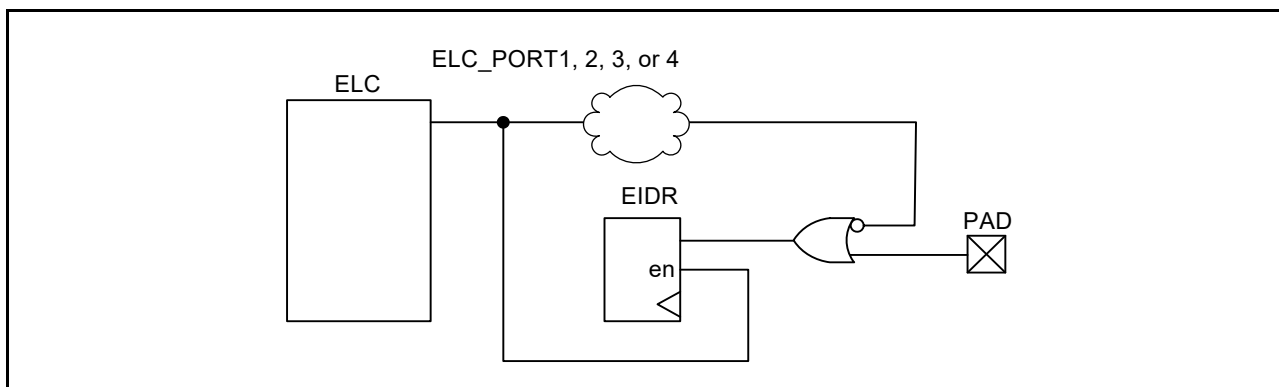 ELC_PORT1, 2, 3, or 4
ELC
EIDR
PAD
en